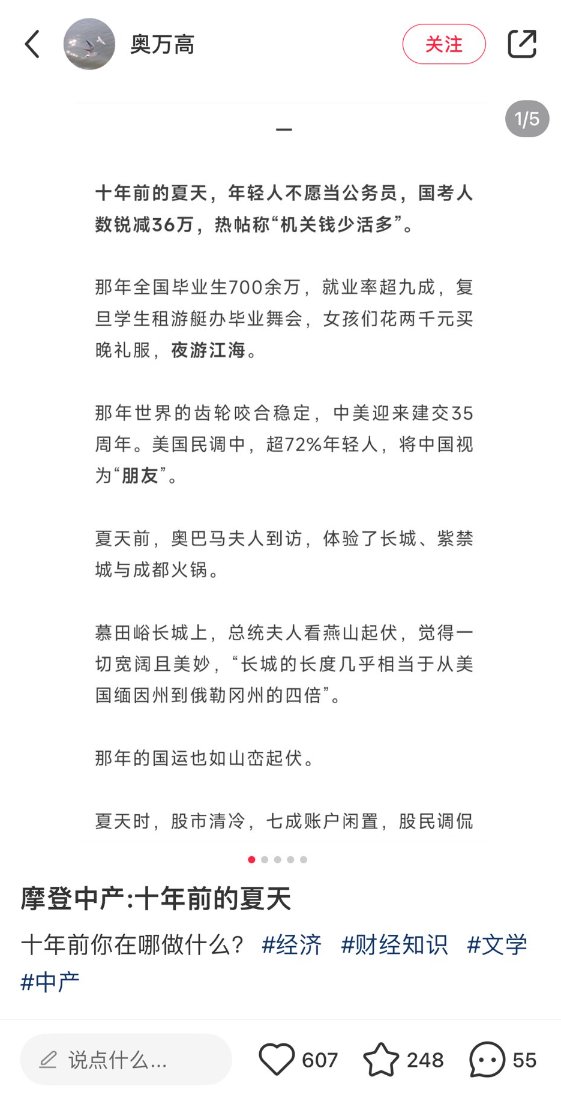 奥万高
关注
1/5
一
十年前的夏天，年轻人不愿当公务员，国考人
数锐减36万，热帖称“机关钱少活多”。
那年全国毕业生700余万，就业率超九成，复
旦学生租游艇办毕业舞会，女孩们花两千元买
晚礼服，夜游江海。
那年世界的齿轮咬合稳定，中美迎来建交35
周年。美国民调中，超72%年轻人，将中国视
为“朋友”。
夏天前，奥巴马夫人到访，体验了长城、紫禁
城与成都火锅。
慕田峪长城上，总统夫人看燕山起伏，觉得一
切宽阔且美妙，“长城的长度几乎相当于从美
国缅因州到俄勒冈州的四倍”。
那年的国运也如山峦起伏。
夏天时，股市清冷，七成账户闲置，股民调侃
摩登中产:十年前的夏天
十年前你在哪做什么？ #经济 #财经知识 #文学
#中产
说点什么... 607 248 55